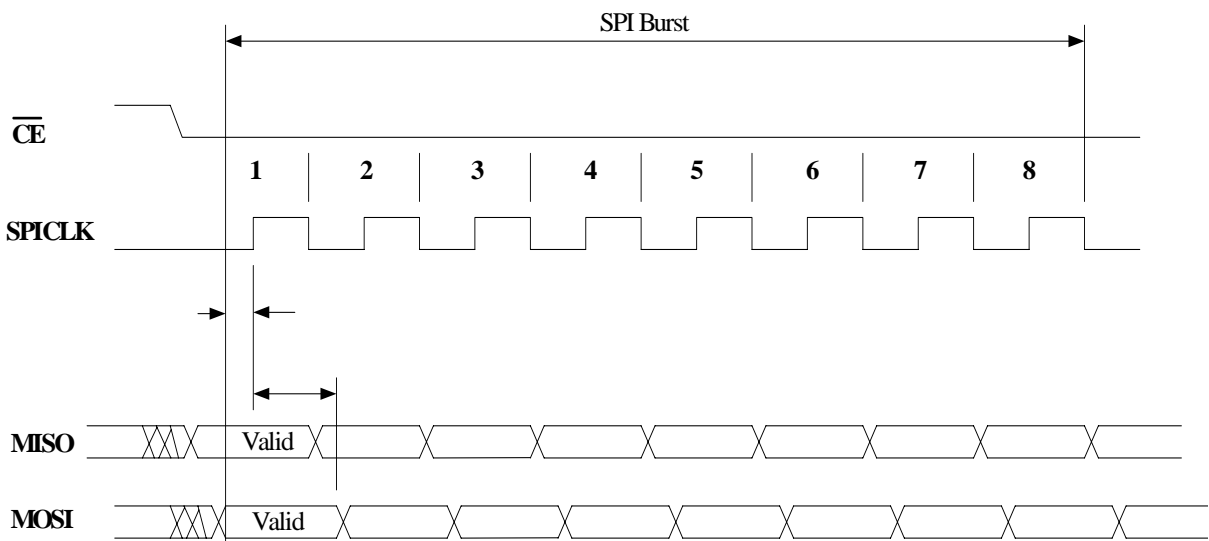 SPI Burst
CE
1 2 3 4 5 6 7 8
SPICLK
MISO Valid
MOSI Valid